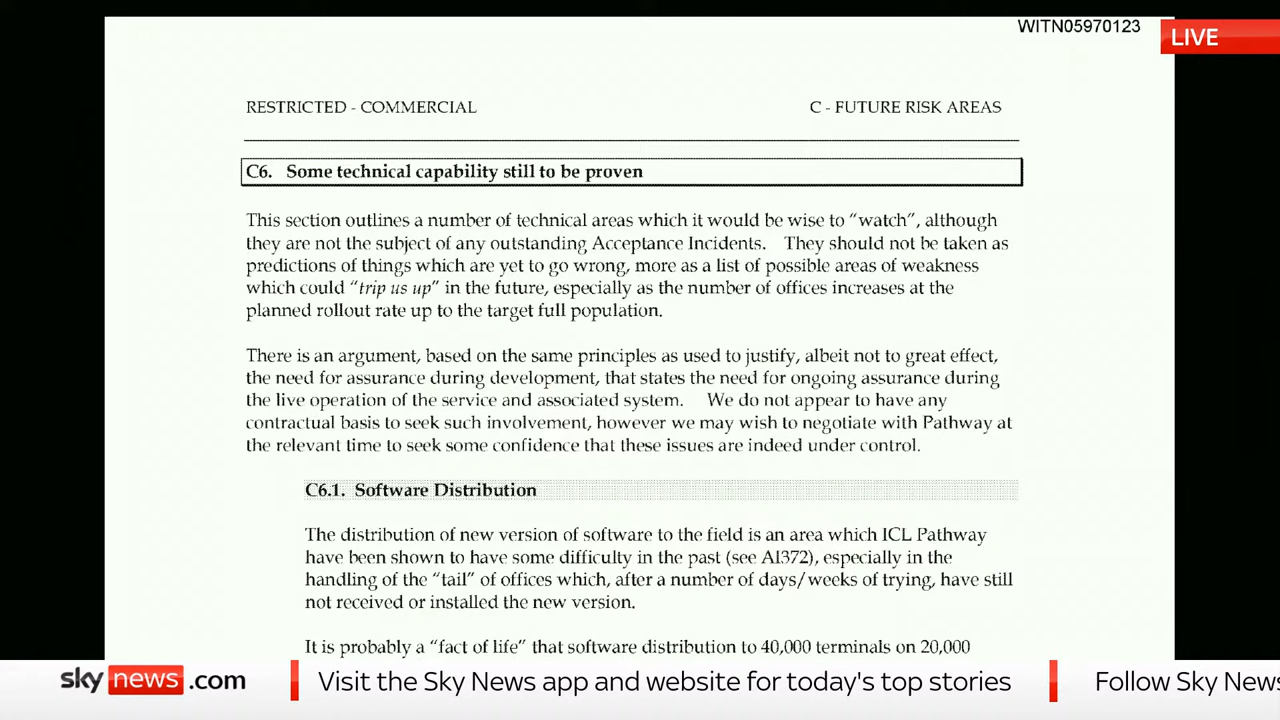 WITN05970123
LIVE
RESTRICTED - COMMERCIAL
C - FUTURE RISK AREAS
C6. Some technical capability still to be proven
This section outlines a number of technical areas which it would be wise to “watch”, although
they are not the subject of any outstanding Acceptance Incidents. They should not be taken as
predictions of things which are yet to go wrong, more as a list of possible areas of weakness
which could “trip us up” in the future, especially as the number of offices increases at the
planned rollout rate up to the target full population.
There is an argument, based on the same principles as used to justify, albeit not to great effect,
the need for assurance during development, that states the need for ongoing assurance during
the live operation of the service and associated system. We do not appear to have any
contractual basis to seek such involvement, however we may wish to negotiate with Pathway at
the relevant time to seek some confidence that these issues are indeed under control.
C6.1. Software Distribution
The distribution of new version of software to the field is an area which ICL Pathway
have been shown to have some difficulty in the past (see AI372), especially in the
handling of the “tail” of offices which, after a number of days/weeks of trying, have still
not received or installed the new version.
It is probably a “fact of life” that software distribution to 40,000 terminals on 20,000
sky news .com
Visit the Sky News app and website for today's top stories
Follow Sky News